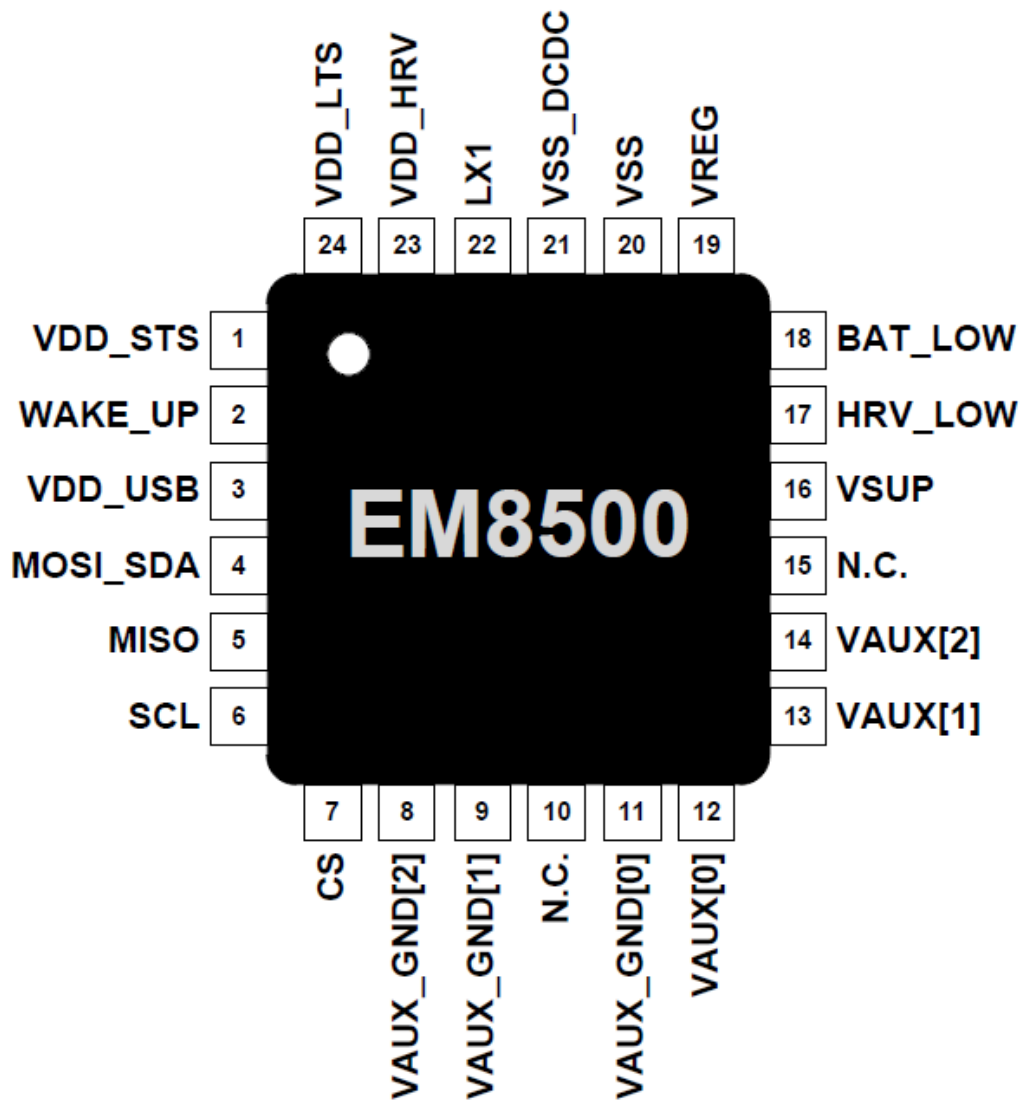 VDD_LTS
VDD_HRV
LX1
VSS_DCDC
VSS
VREG
24 23 22 21 20 19
VDD_STS 1
WAKE_UP 2
VDD_USB 3
MOSI_SDA 4
MISO 5
SCL 6
EM8500
18 BAT_LOW
17 HRV_LOW
16 VSUP
15 N.C.
14 VAUX[2]
13 VAUX[1]
7 8 9 10 11 12
CS
VAUX_GND[2]
VAUX_GND[1]
N.C.
VAUX_GND[0]
VAUX[0]